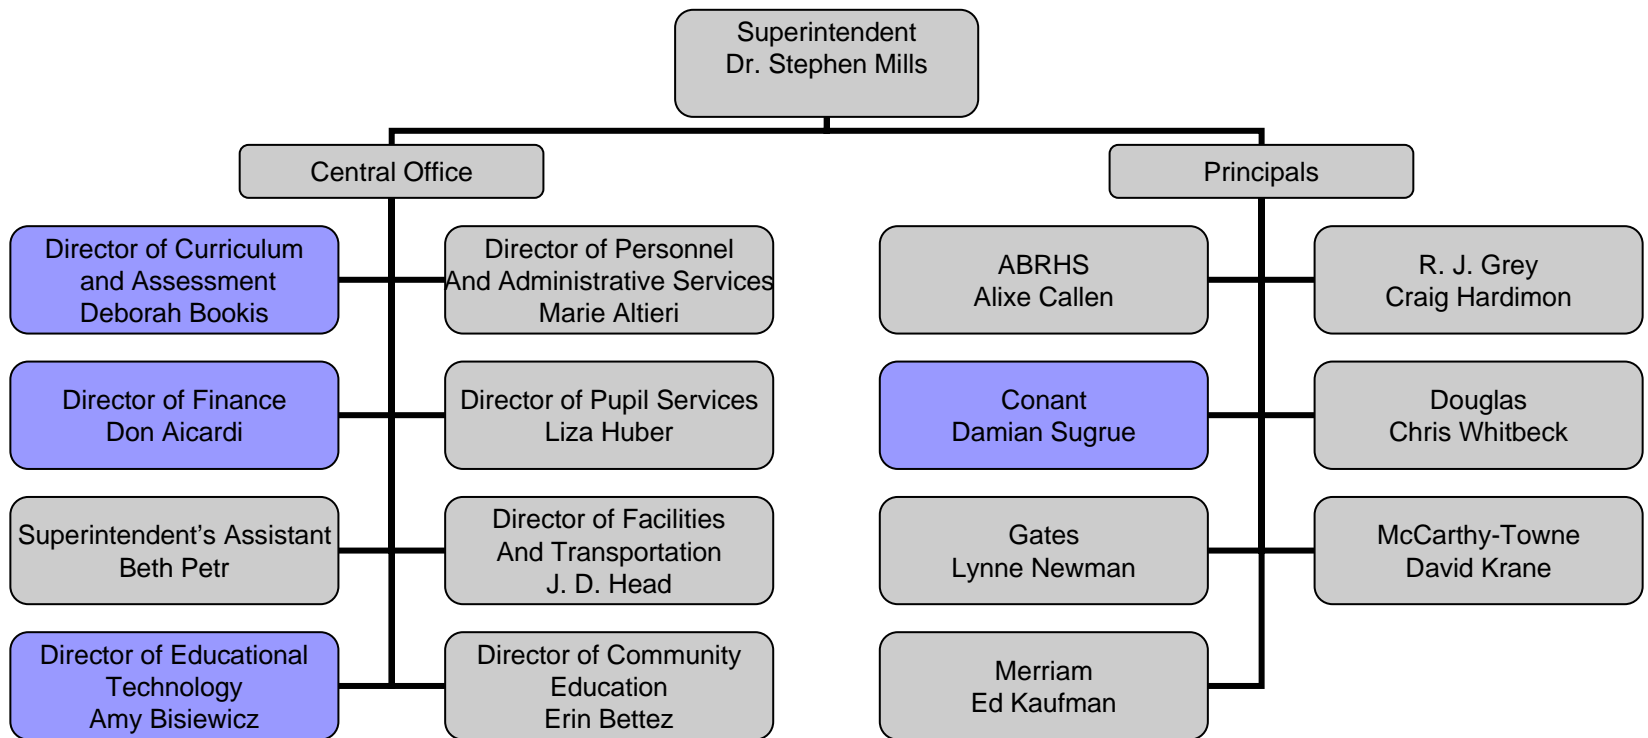 Superintendent
Dr. Stephen Mills
Central Office
Principals
Director of Curriculum
and Assessment
Deborah Bookis
Director of Personnel
And Administrative Services
Marie Altieri
ABRHS
Alixe Callen
R. J. Grey
Craig Hardimon
Director of Finance
Don Aicardi
Director of Pupil Services
Liza Huber
Conant
Damian Sugrue
Douglas
Chris Whitbeck
Superintendent’s Assistant
Beth Petr
Director of Facilities
And Transportation
J. D. Head
Gates
Lynne Newman
McCarthy-Towne
David Krane
Director of Educational
Technology
Amy Bisiewicz
Director of Community
Education
Erin Bettez
Merriam
Ed Kaufman